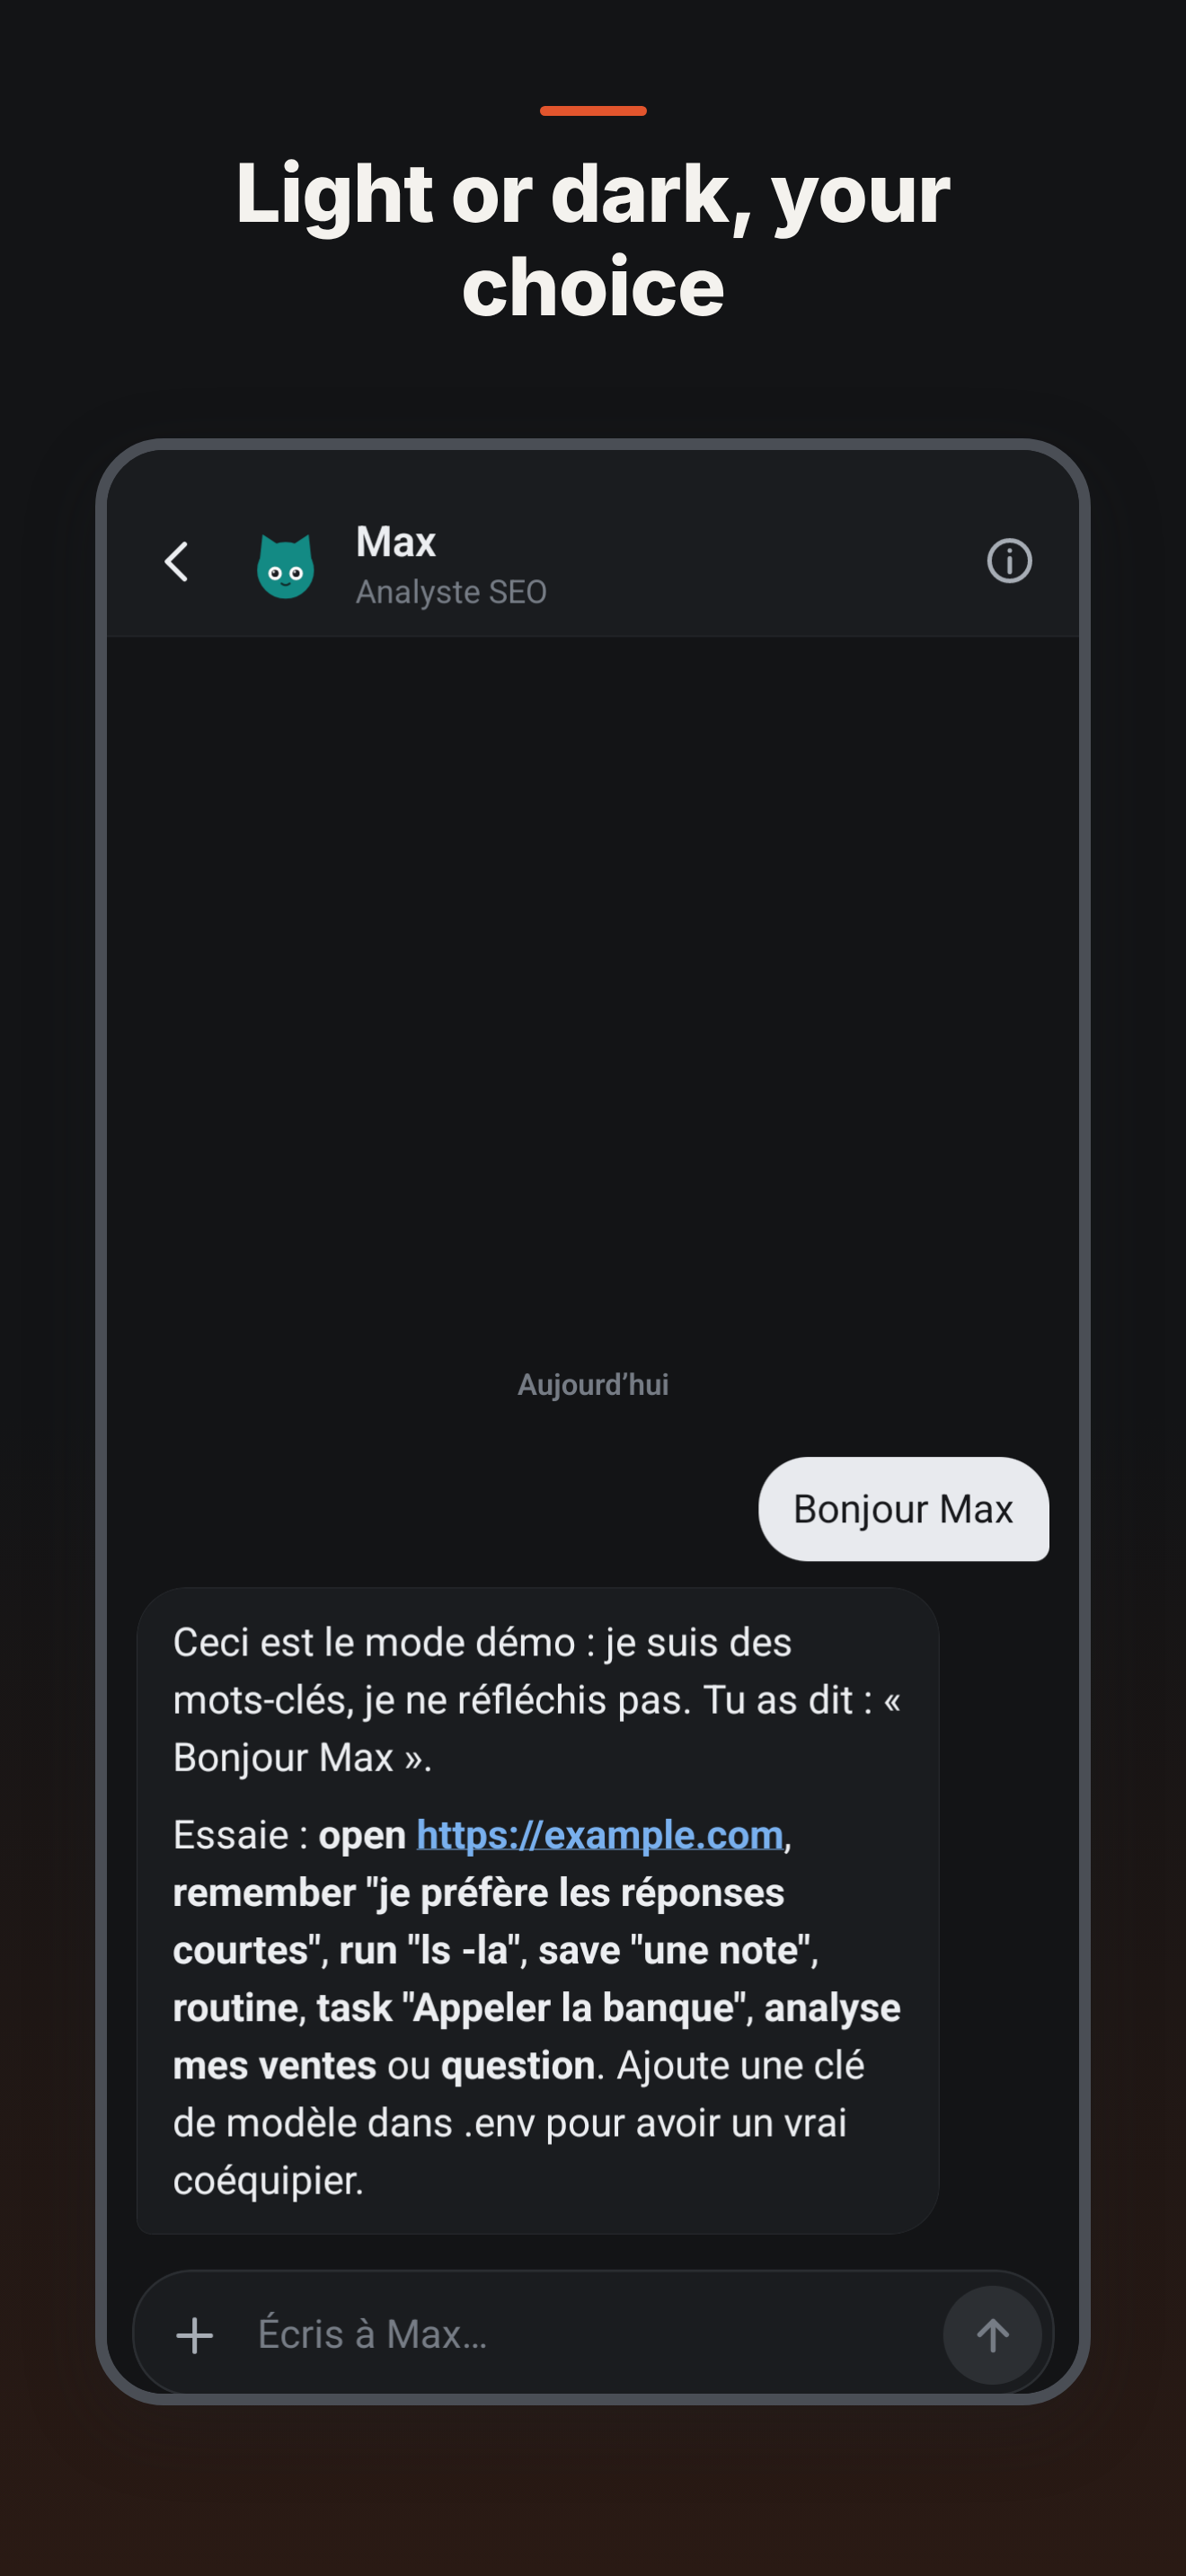 Light or dark, your
choice
Max
Analyste SEO
Aujourd’hui
Bonjour Max
Ceci est le mode démo : je suis des
mots-clés, je ne réfléchis pas. Tu as dit : «
Bonjour Max ».
Essaie : open https://example.com,
remember "je préfère les réponses
courtes", run "ls -la", save "une note",
routine, task "Appeler la banque", analyse
mes ventes ou question. Ajoute une clé
de modèle dans .env pour avoir un vrai
coéquipier.
Écris à Max...